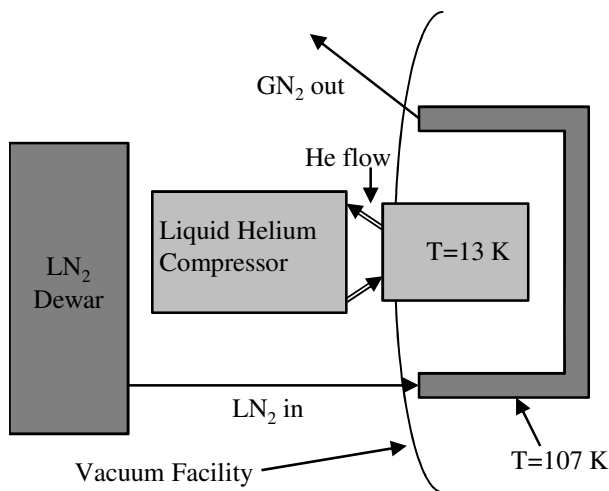 GN₂ out
He flow
Liquid Helium
Compressor
T=13 K
LN₂
Dewar
LN₂ in
Vacuum Facility
T=107 K